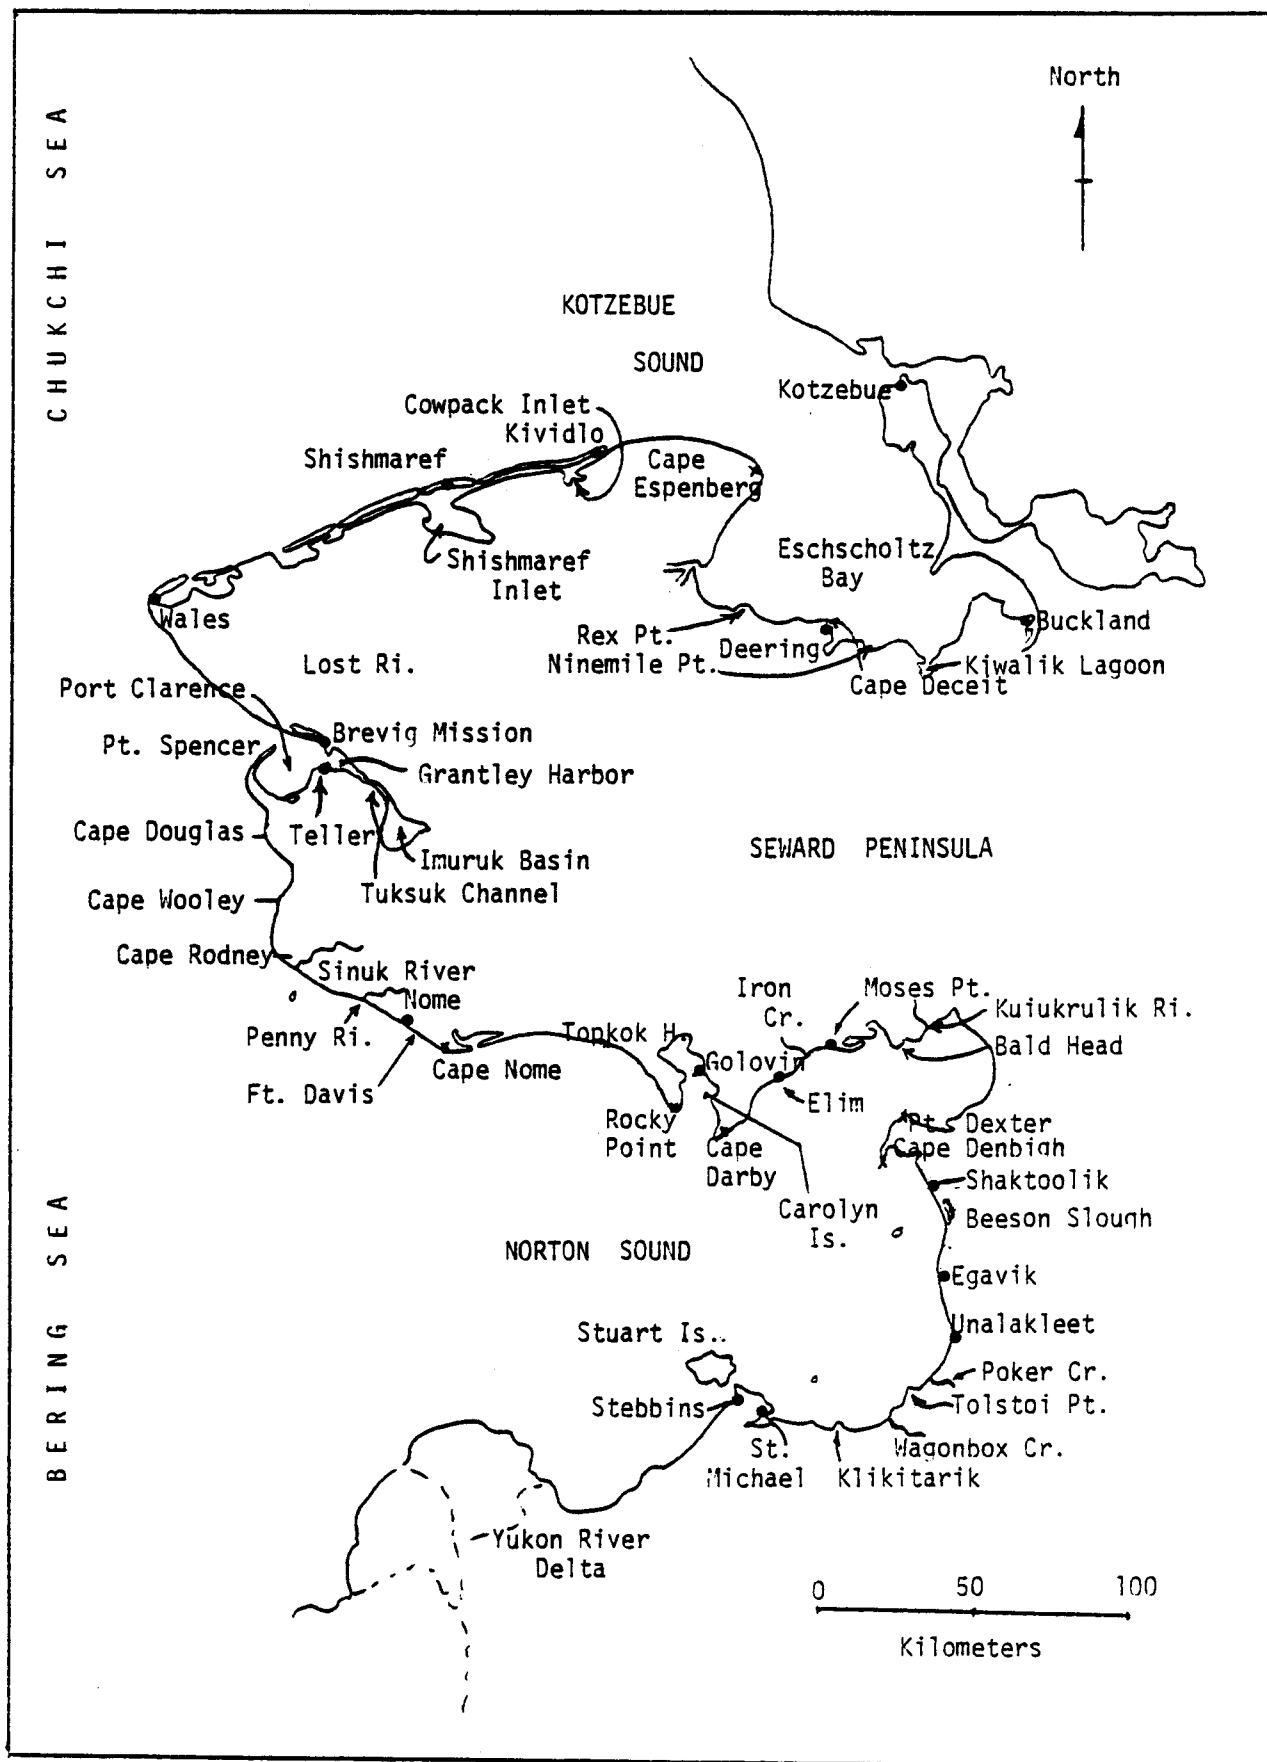 North
CHUKCHI SEA
KOTZEBUE
SOUND
Kotzebue
Cowpack Inlet
Kividlo
Shishmaref
Cape
Espenberg
Shishmaref
Inlet
Eschscholtz
Bay
Wales
Buckland
Rex Pt.
Deering
Ninemile Pt.
Kiwalik Lagoon
Cape Deceit
Lost Ri.
Port Clarence
Brevig Mission
Pt. Spencer
Grantley Harbor
Cape Douglas
Teller
Imuruk Basin
Tuksuk Channel
SEWARD PENINSULA
Cape Wooley
Cape Rodney
Sinuk River
Nome
Penny Ri.
Cape Nome
Ft. Davis
Iron
Cr.
Moses Pt.
Kuiukrulik Ri.
Bald Head
Topkok H.
Golovin
Elim
Rocky
Point
Cape
Darby
Pt. Dexter
Cape Denbigh
Shaktoolik
Carolyn
Is.
Beeson Slough
BERING SEA
NORTON SOUND
Egavik
Unalakleet
Stuart Is..
Poker Cr.
Stebbins
Tolstoi Pt.
St.
Michael
Wagonbox Cr.
Klikitarik
Yukon River
Delta
0 50 100
Kilometers